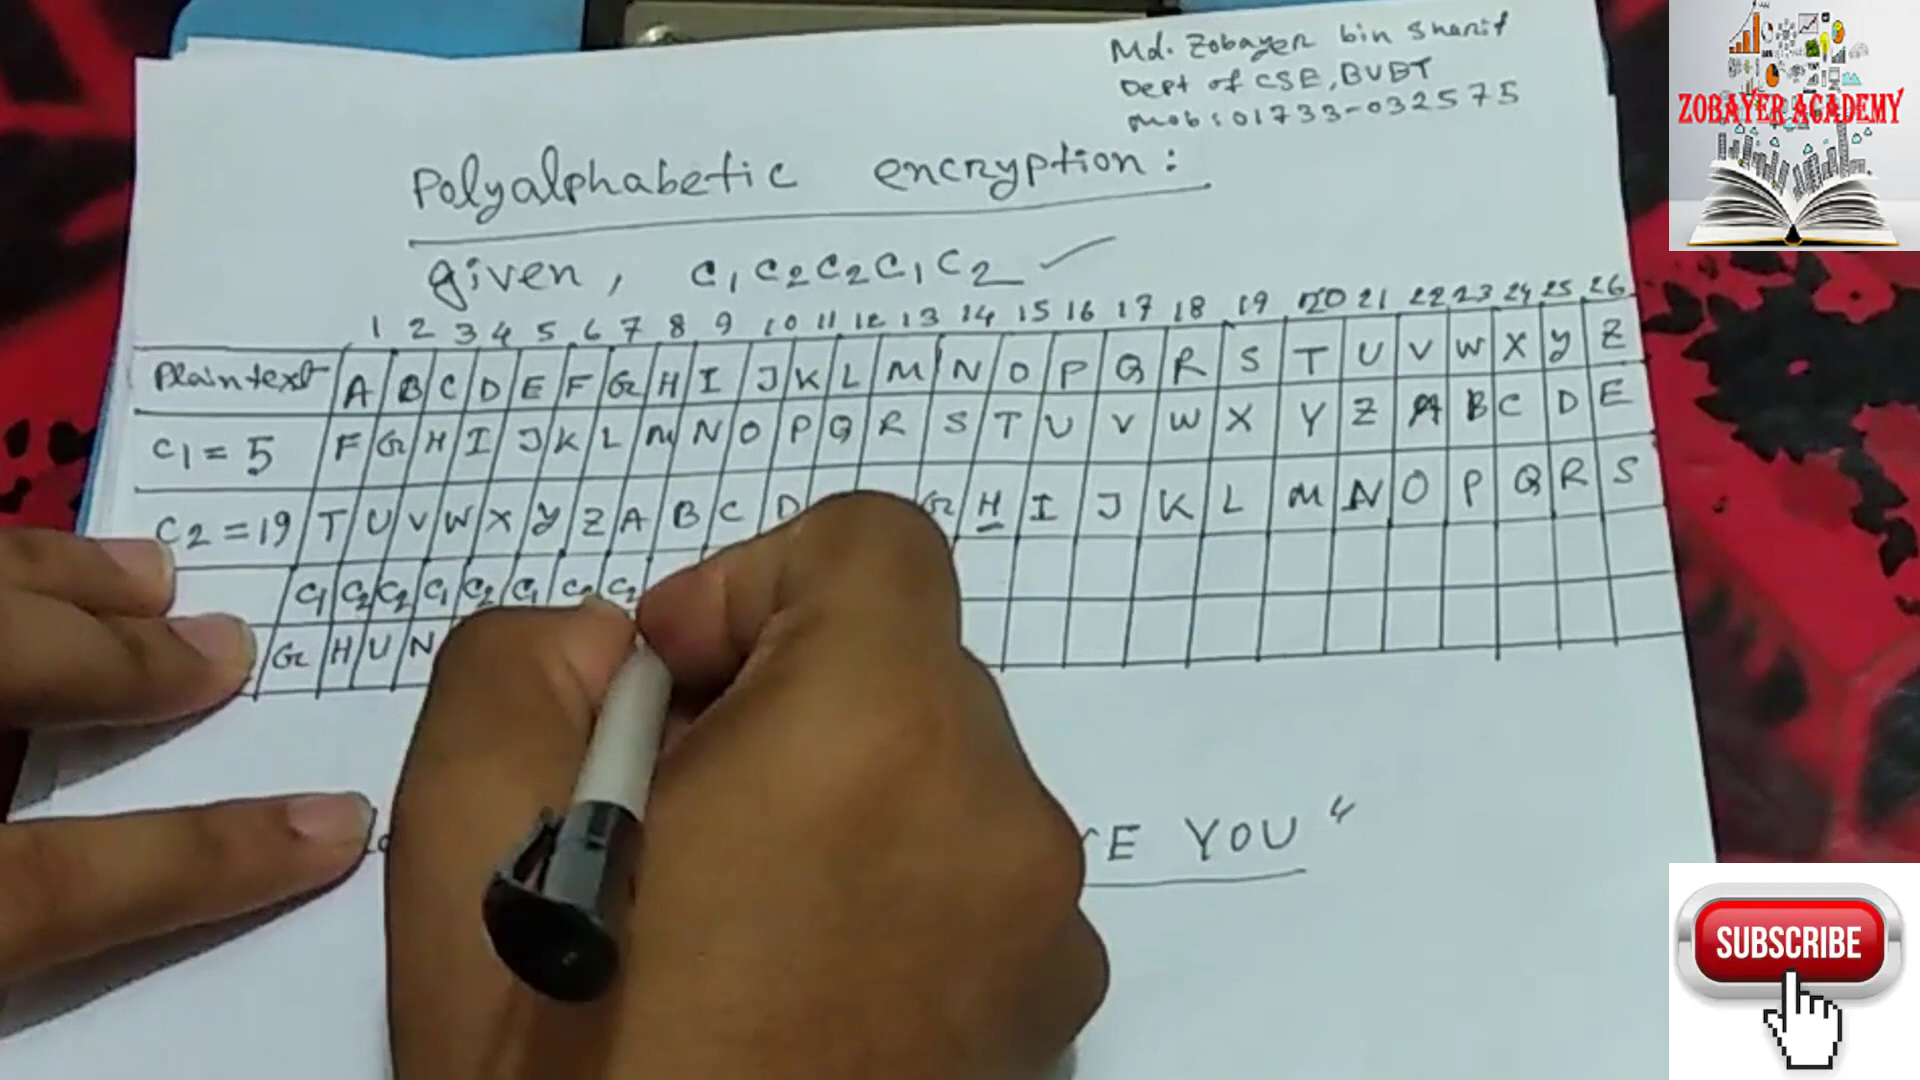 Md. Zobayer bin Sharif
Dept of CSE, BUBT
mob: 01733-032575
ZOBAYER ACADEMY
Polyalphabetic encryption:
given, C1C2C2C1C2
1 2 3 4 5 6 7 8 9 10 11 12 13 14 15 16 17 18 19 20 21 22 23 24 25 26
Plaintext A B C D E F G H I J K L M N O P Q R S T U V W X Y Z
C1 = 5 F G H I J K L M N O P Q R S T U V W X Y Z A B C D E
C2 = 19 T U V W X Y Z A B C D G H I J K L M N O P Q R S
C1 C2 C2 C1 C2 C1 C2 C2
G H U N
E YOU"
SUBSCRIBE